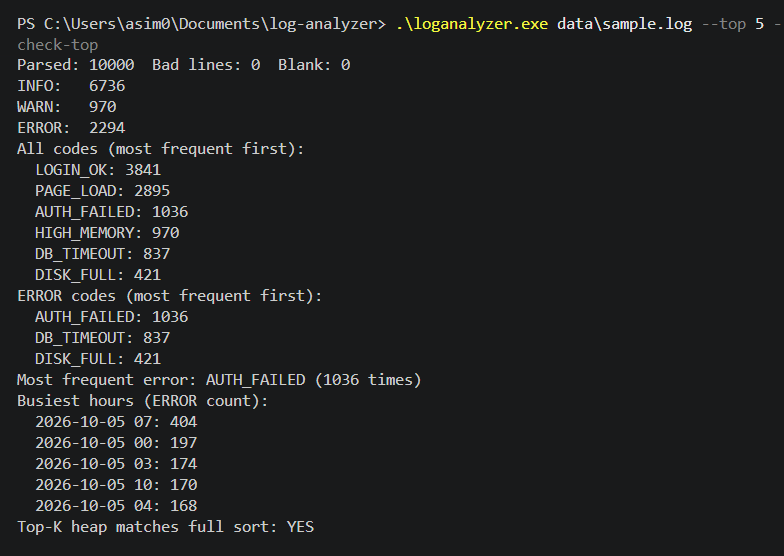 PS C:\Users\asim0\Documents\log-analyzer> .\loganalyzer.exe data\sample.log --top 5 -
check-top
Parsed: 10000  Bad lines: 0  Blank: 0
INFO:   6736
WARN:   970
ERROR:  2294
All codes (most frequent first):
  LOGIN_OK: 3841
  PAGE_LOAD: 2895
  AUTH_FAILED: 1036
  HIGH_MEMORY: 970
  DB_TIMEOUT: 837
  DISK_FULL: 421
ERROR codes (most frequent first):
  AUTH_FAILED: 1036
  DB_TIMEOUT: 837
  DISK_FULL: 421
Most frequent error: AUTH_FAILED (1036 times)
Busiest hours (ERROR count):
  2026-10-05 07: 404
  2026-10-05 00: 197
  2026-10-05 03: 174
  2026-10-05 10: 170
  2026-10-05 04: 168
Top-K heap matches full sort: YES